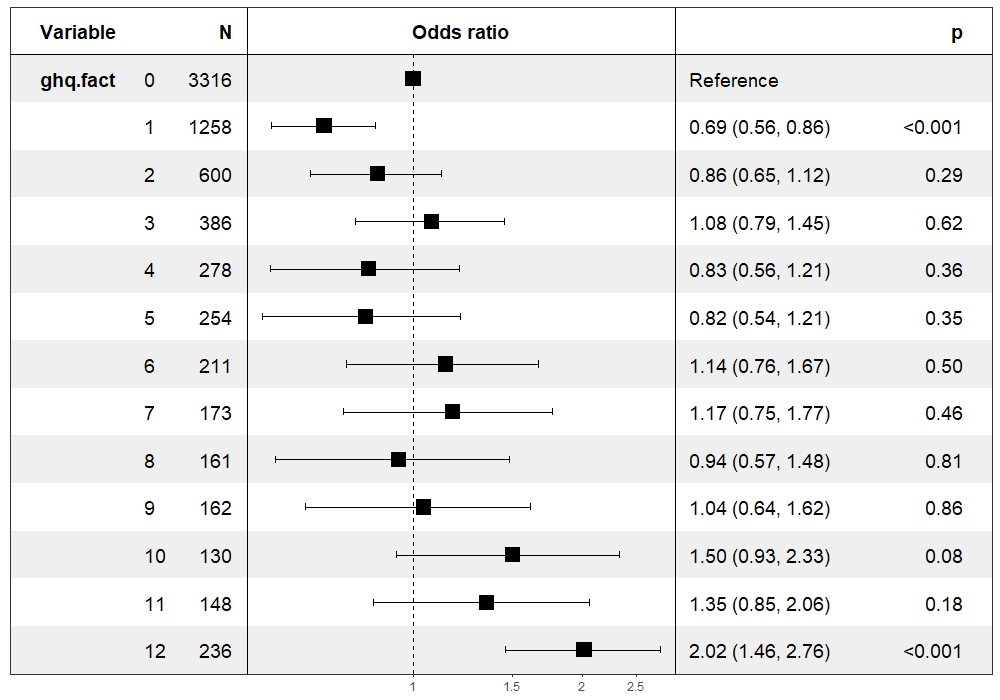 Variable N Odds ratio p
ghq.fact 0 3316 Reference
1 1258 0.69 (0.56, 0.86) <0.001
2 600 0.86 (0.65, 1.12) 0.29
3 386 1.08 (0.79, 1.45) 0.62
4 278 0.83 (0.56, 1.21) 0.36
5 254 0.82 (0.54, 1.21) 0.35
6 211 1.14 (0.76, 1.67) 0.50
7 173 1.17 (0.75, 1.77) 0.46
8 161 0.94 (0.57, 1.48) 0.81
9 162 1.04 (0.64, 1.62) 0.86
10 130 1.50 (0.93, 2.33) 0.08
11 148 1.35 (0.85, 2.06) 0.18
12 236 2.02 (1.46, 2.76) <0.001
1 1.5 2 2.5